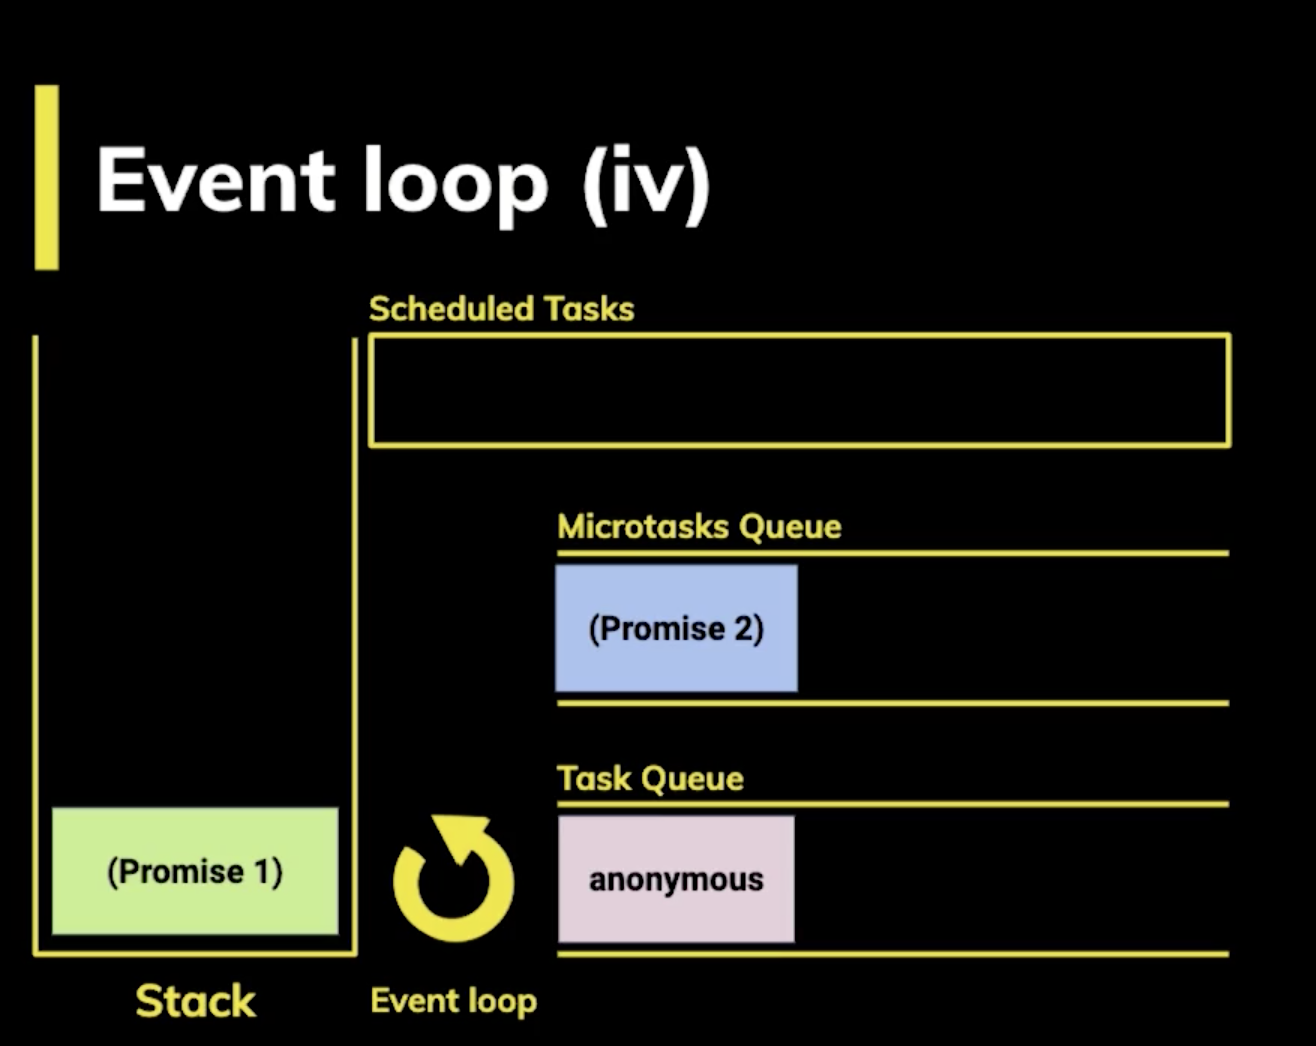 Event loop (iv)
Scheduled Tasks
Microtasks Queue
(Promise 2)
Task Queue
(Promise 1)
anonymous
Stack
Event loop